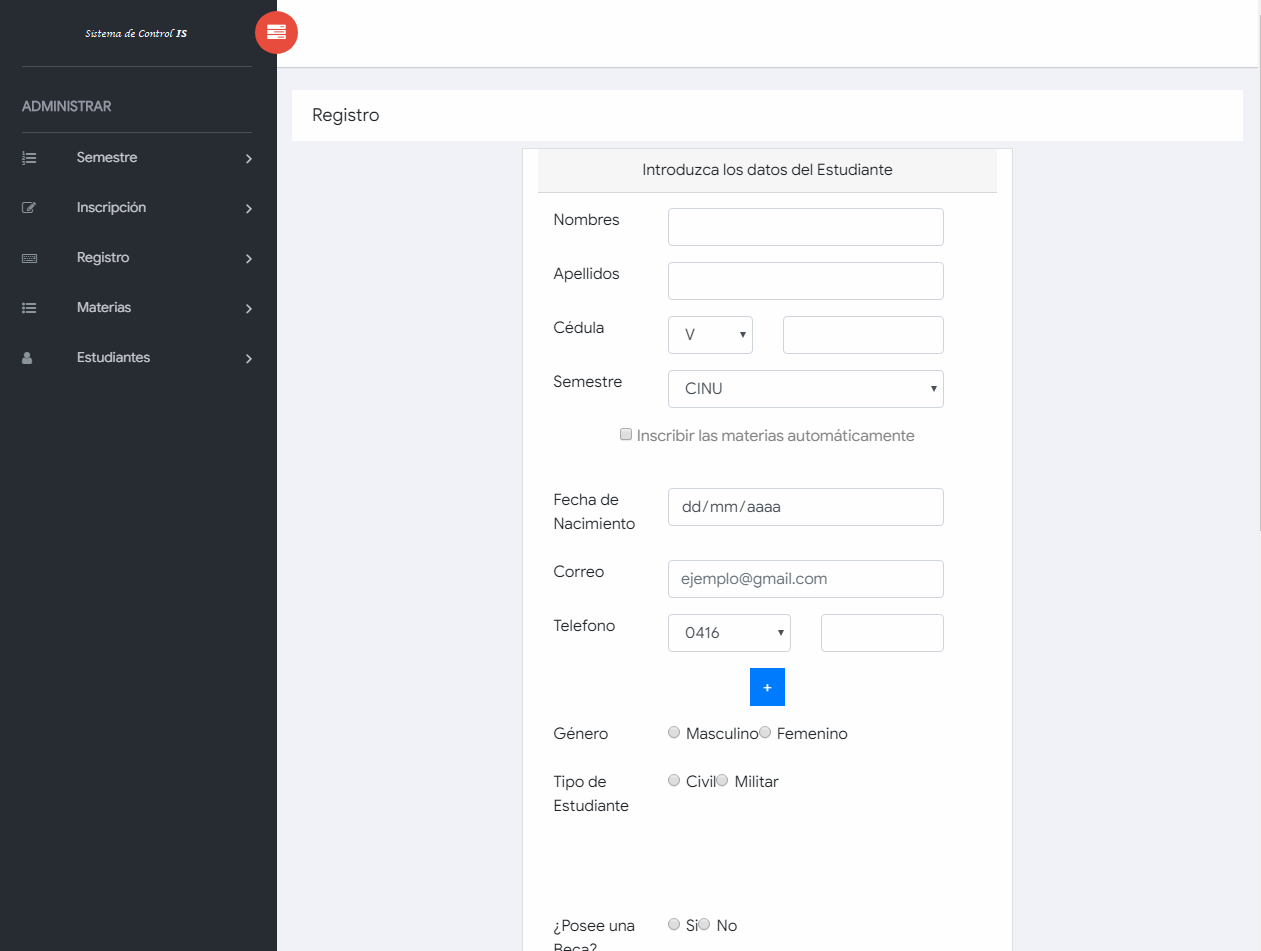 Sistema de Control IS
ADMINISTRAR
Semestre
Inscripción
Registro
Materias
Estudiantes
Registro
Introduzca los datos del Estudiante
Nombres
Apellidos
Cédula V
Semestre CINU
Inscribir las materias automáticamente
Fecha de
Nacimiento
dd/mm/aaaa
Correo ejemplo@gmail.com
Telefono 0416
+
Género Masculino Femenino
Tipo de
Estudiante
Civil Militar
¿Posee una
Beca?
Si No